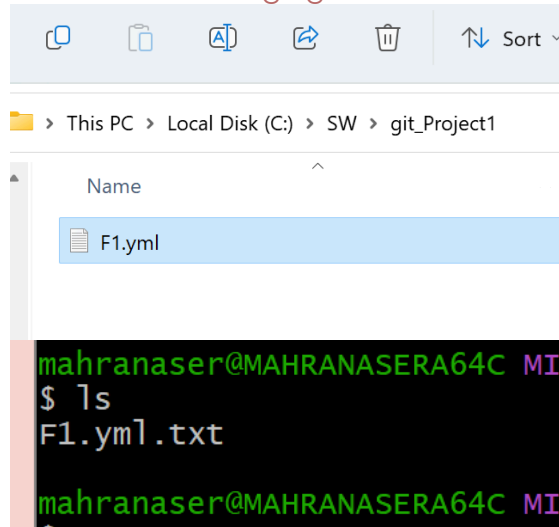 Sort
This PC > Local Disk (C:) > SW > git_Project1
Name
F1.yml
mahranaser@MAHRANASERA64C MI
$ ls
F1.yml.txt
mahranaser@MAHRANASERA64C MI